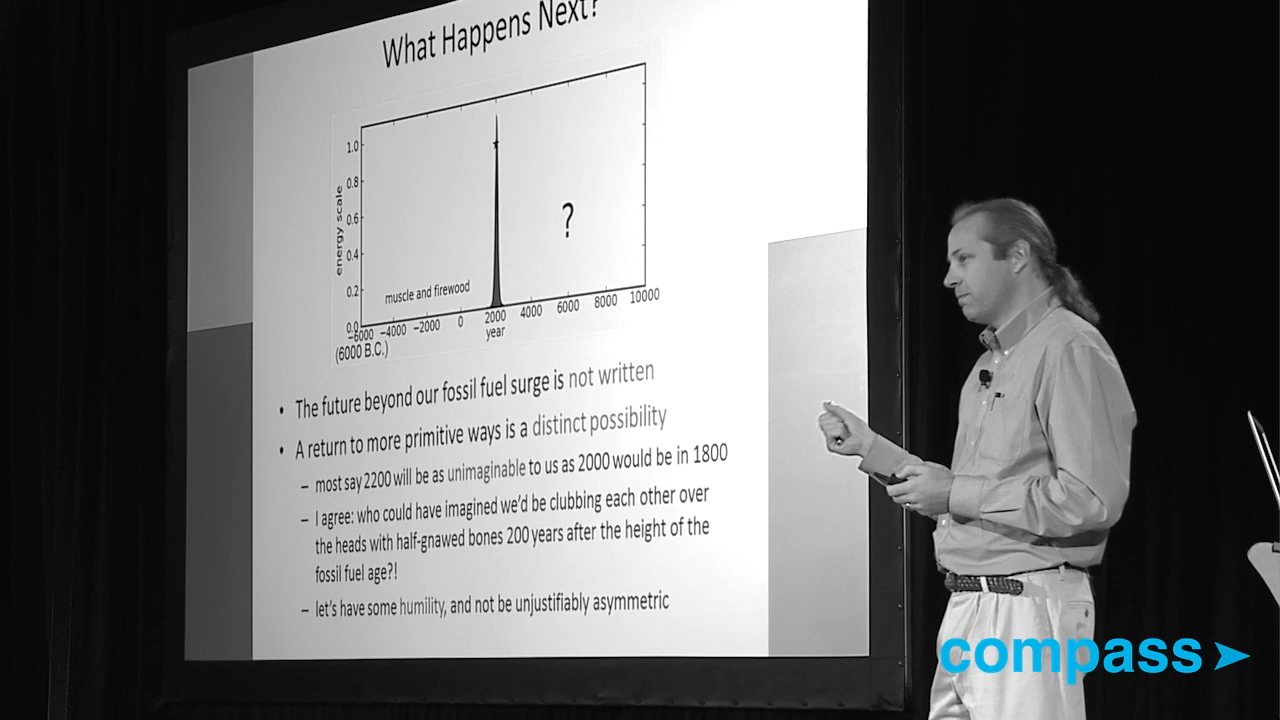 What Happens Next?
1.0
0.8
0.6
0.4
0.2
0.0
energy scale
?
muscle and firewood
−6000 −4000 −2000 0 2000 4000 6000 8000 10000
(6000 B.C.)
year
• The future beyond our fossil fuel surge is not written
• A return to more primitive ways is a distinct possibility
– most say 2200 will be as unimaginable to us as 2000 would be in 1800
– I agree: who could have imagined we'd be clubbing each other over
the heads with half-gnawed bones 200 years after the height of the
fossil fuel age?!
– let's have some humility, and not be unjustifiably asymmetric
compass